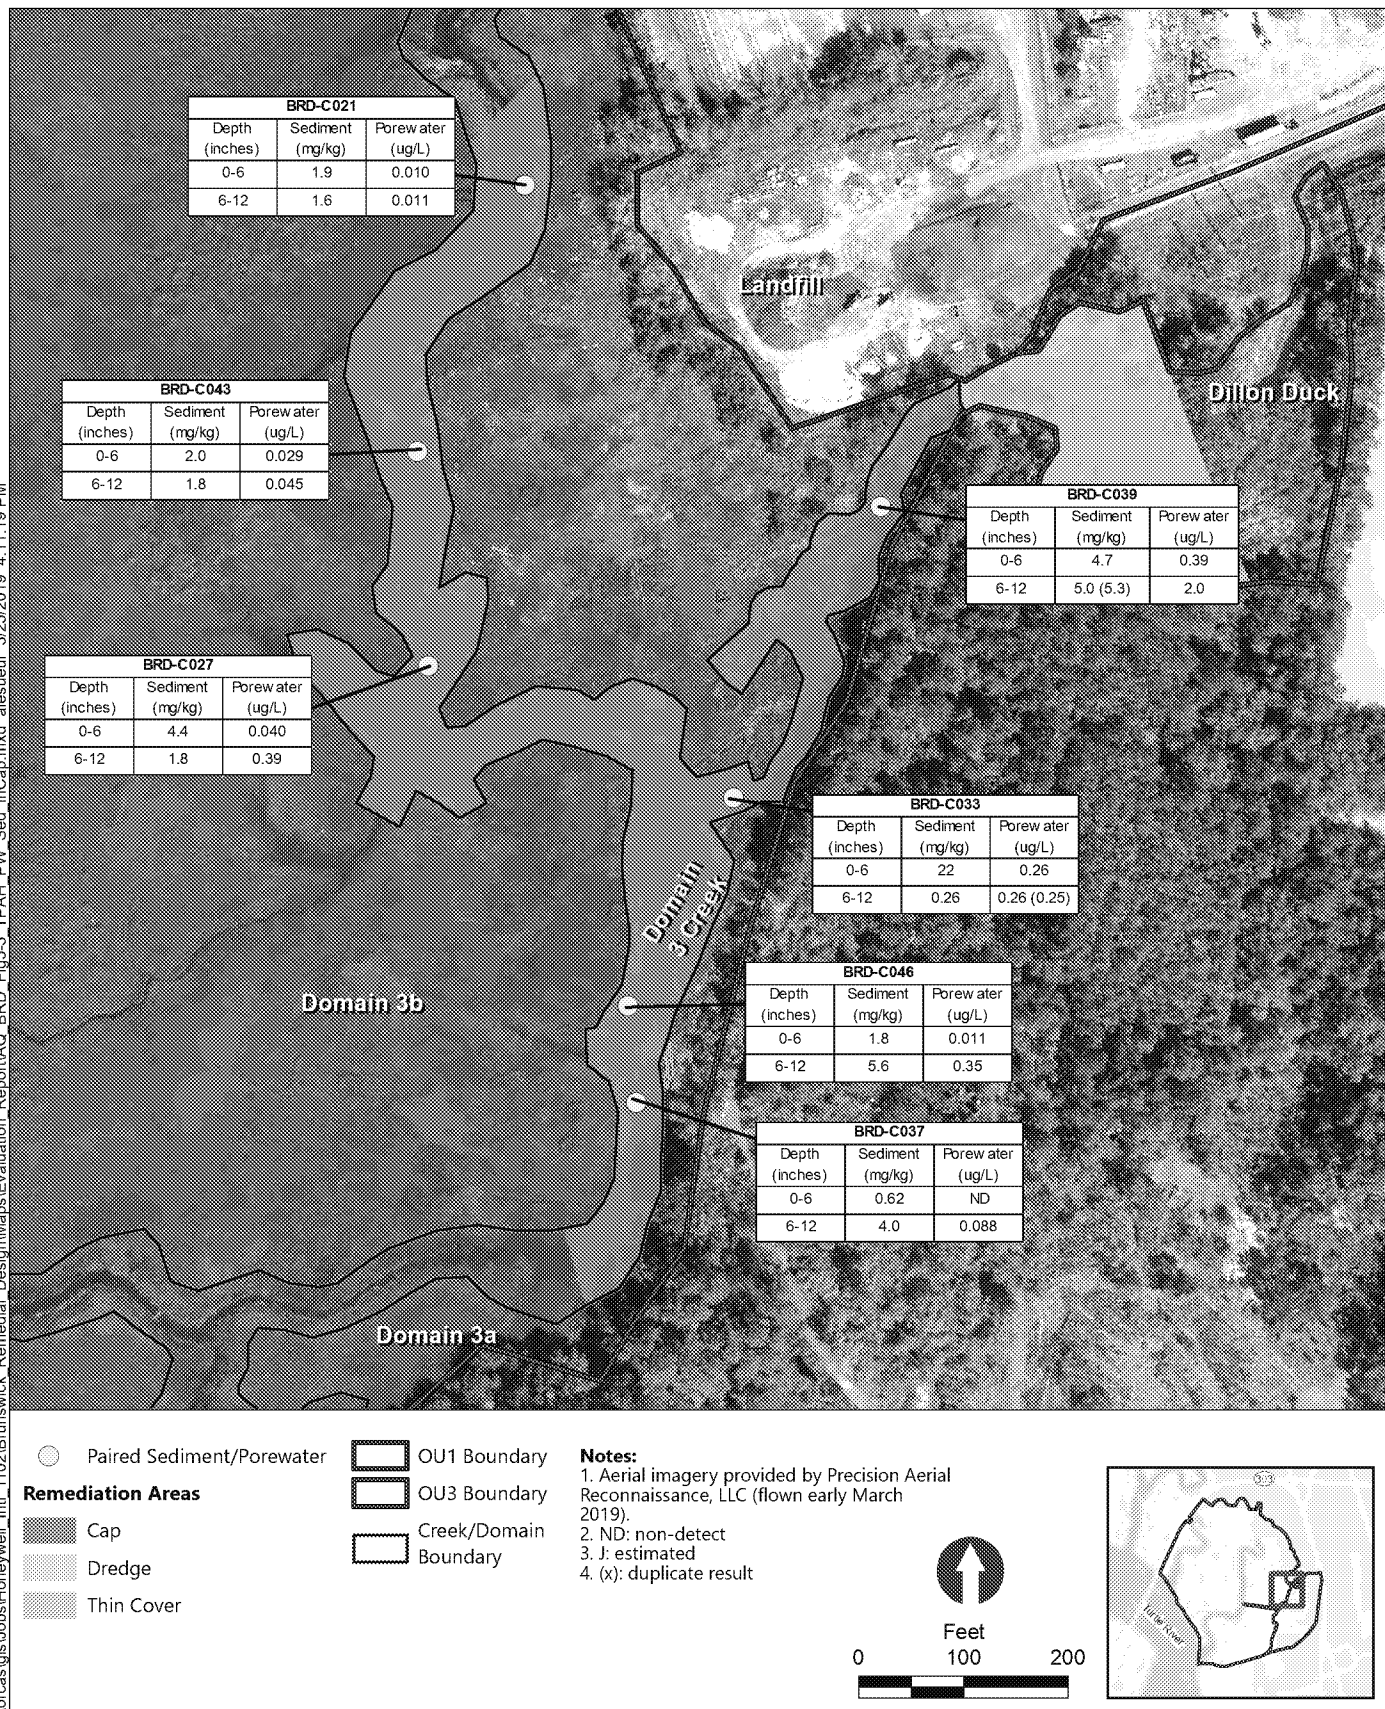 BRD-C021
Depth (inches) Sediment (mg/kg) Porewater (ug/L)
0-6 1.9 0.010
6-12 1.6 0.011
Landfill
BRD-C043
Depth (inches) Sediment (mg/kg) Porewater (ug/L)
0-6 2.0 0.029
6-12 1.8 0.045
Dillon Duck
BRD-C039
Depth (inches) Sediment (mg/kg) Porewater (ug/L)
0-6 4.7 0.39
6-12 5.0 (5.3) 2.0
BRD-C027
Depth (inches) Sediment (mg/kg) Porewater (ug/L)
0-6 4.4 0.040
6-12 1.8 0.39
BRD-C033
Depth (inches) Sediment (mg/kg) Porewater (ug/L)
0-6 22 0.26
6-12 0.26 0.26 (0.25)
Domain
3 Creek
BRD-C046
Depth (inches) Sediment (mg/kg) Porewater (ug/L)
0-6 1.8 0.011
6-12 5.6 0.35
Domain 3b
BRD-C037
Depth (inches) Sediment (mg/kg) Porewater (ug/L)
0-6 0.62 ND
6-12 4.0 0.088
Domain 3a
Paired Sediment/Porewater
Remediation Areas
Cap
Dredge
Thin Cover
OU1 Boundary
OU3 Boundary
Creek/Domain
Boundary
Notes:
1. Aerial imagery provided by Precision Aerial
Reconnaissance, LLC (flown early March
2019).
2. ND: non-detect
3. J: estimated
4. (x): duplicate result
Feet
0 100 200
Turtle River